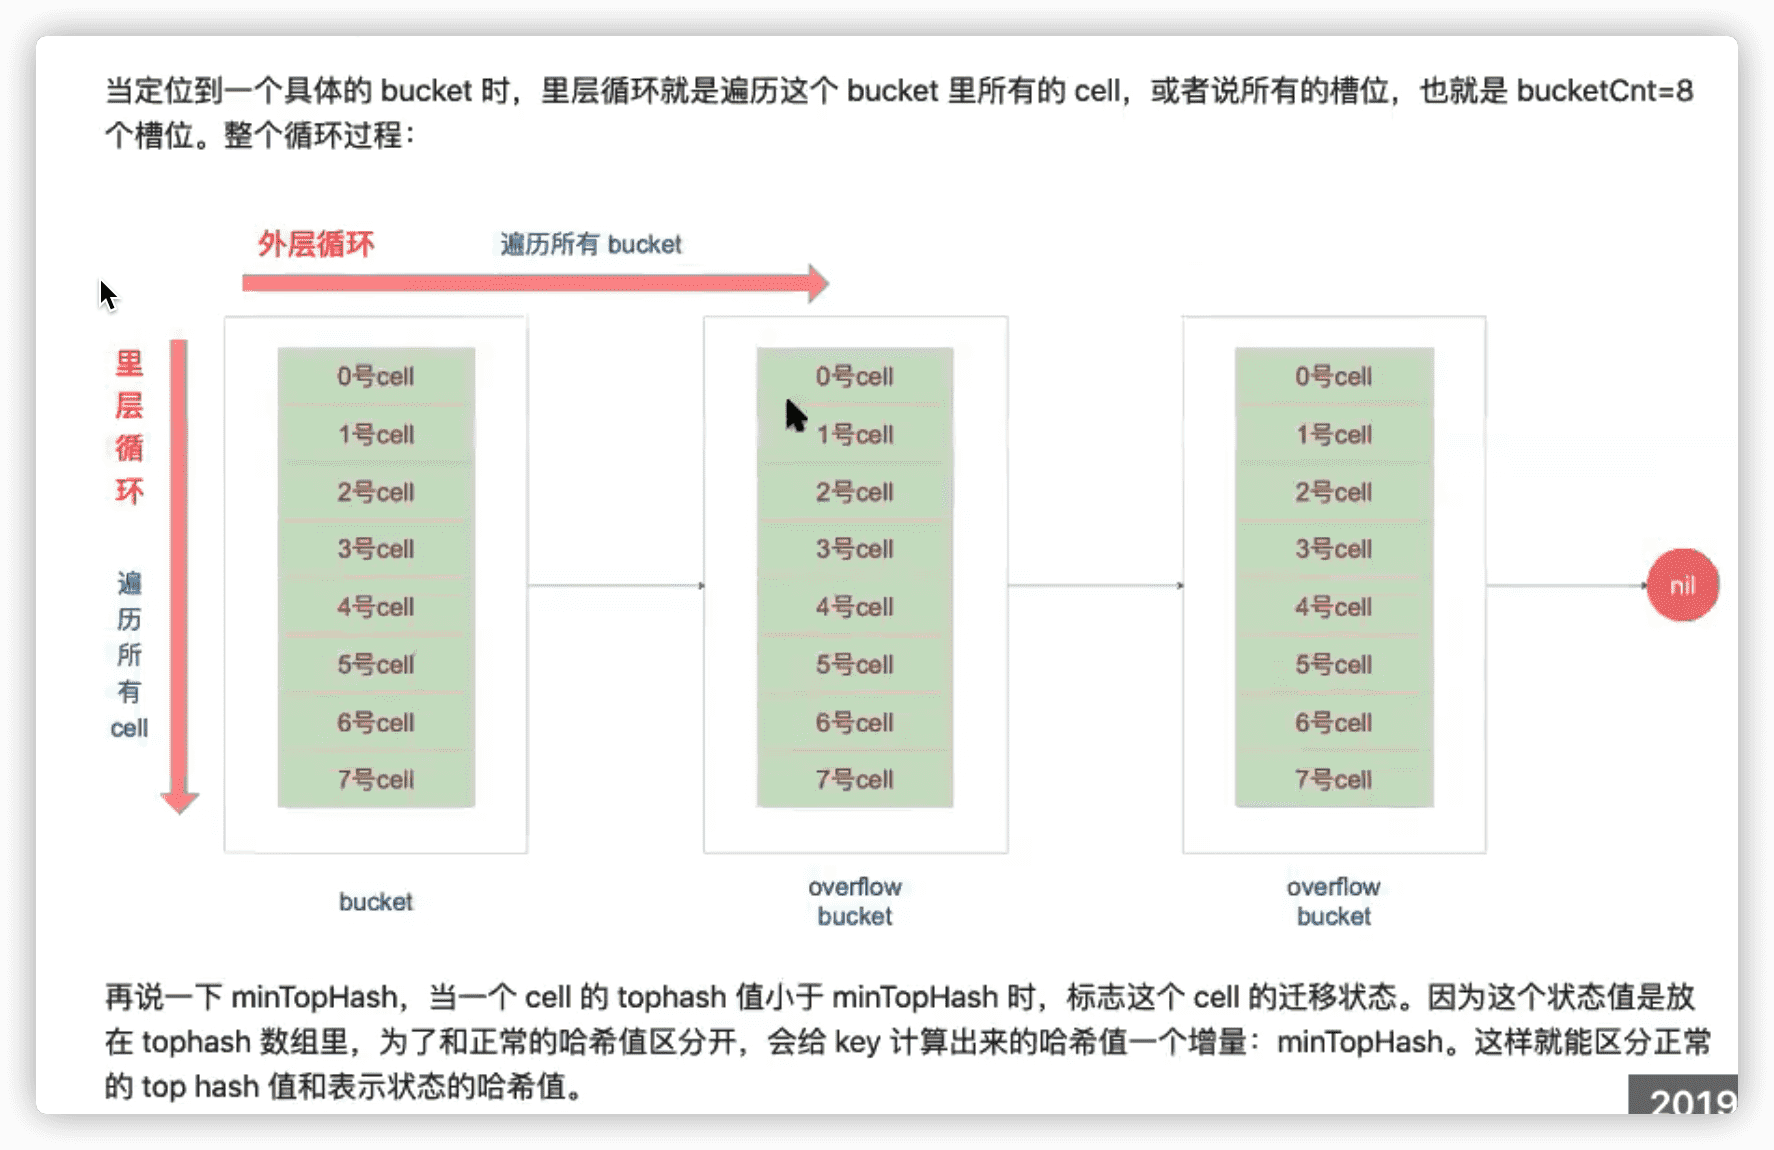 当定位到一个具体的 bucket 时，里层循环就是遍历这个 bucket 里所有的 cell，或者说所有的槽位，也就是 bucketCnt=8
个槽位。整个循环过程：
外层循环
遍历所有 bucket
里层循环
遍历所有cell
0号cell
1号cell
2号cell
3号cell
4号cell
5号cell
6号cell
7号cell
bucket
0号cell
1号cell
2号cell
3号cell
4号cell
5号cell
6号cell
7号cell
overflow
bucket
0号cell
1号cell
2号cell
3号cell
4号cell
5号cell
6号cell
7号cell
overflow
bucket
nil
再说一下 minTopHash，当一个 cell 的 tophash 值小于 minTopHash 时，标志这个 cell 的迁移状态。因为这个状态值是放
在 tophash 数组里，为了和正常的哈希值区分开，会给 key 计算出来的哈希值一个增量：minTopHash。这样就能区分正常
的 top hash 值和表示状态的哈希值。
2019